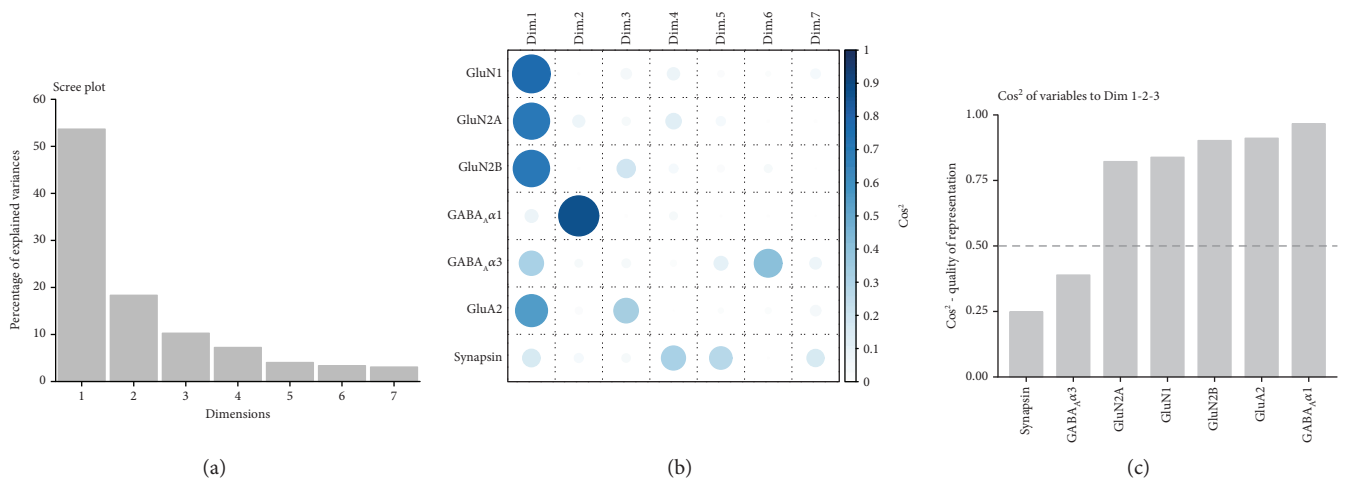 Scree plot
Percentage of explained variances
60
50
40
30
20
10
0
1 2 3 4 5 6 7
Dimensions
(a)
Dim.1 Dim.2 Dim.3 Dim.4 Dim.5 Dim.6 Dim.7
GluN1
GluN2A
GluN2B
GABA_Aα1
GABA_Aα3
GluA2
Synapsin
1
0.9
0.8
0.7
0.6
0.5
0.4
0.3
0.2
0.1
0
Cos²
(b)
Cos² of variables to Dim 1-2-3
Cos² - quality of representation
1.00
0.75
0.50
0.25
0.00
Synapsin GABA_Aα3 GluN2A GluN1 GluN2B GluA2 GABA_Aα1
(c)